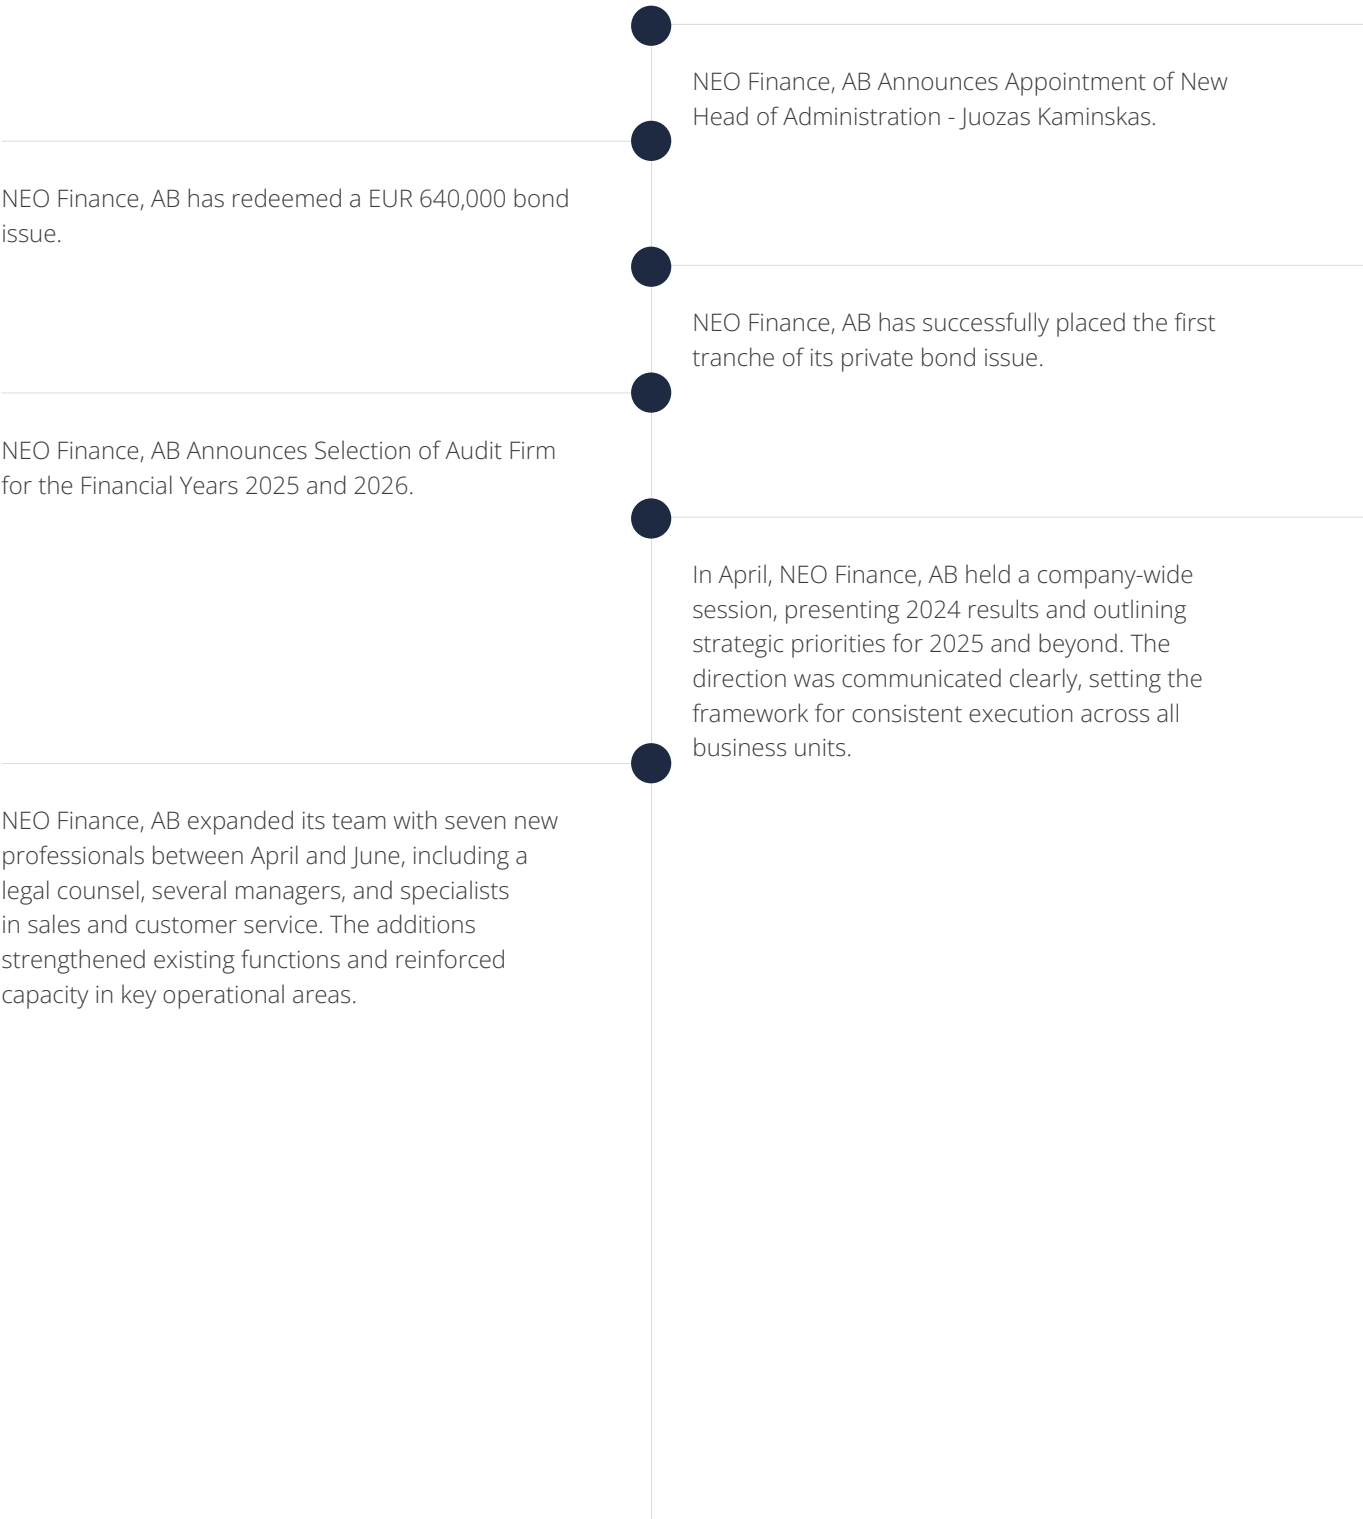 NEO Finance, AB Announces Appointment of New
Head of Administration - Juozas Kaminskas.
NEO Finance, AB has redeemed a EUR 640,000 bond
issue.
NEO Finance, AB has successfully placed the first
tranche of its private bond issue.
NEO Finance, AB Announces Selection of Audit Firm
for the Financial Years 2025 and 2026.
In April, NEO Finance, AB held a company-wide
session, presenting 2024 results and outlining
strategic priorities for 2025 and beyond. The
direction was communicated clearly, setting the
framework for consistent execution across all
business units.
NEO Finance, AB expanded its team with seven new
professionals between April and June, including a
legal counsel, several managers, and specialists
in sales and customer service. The additions
strengthened existing functions and reinforced
capacity in key operational areas.